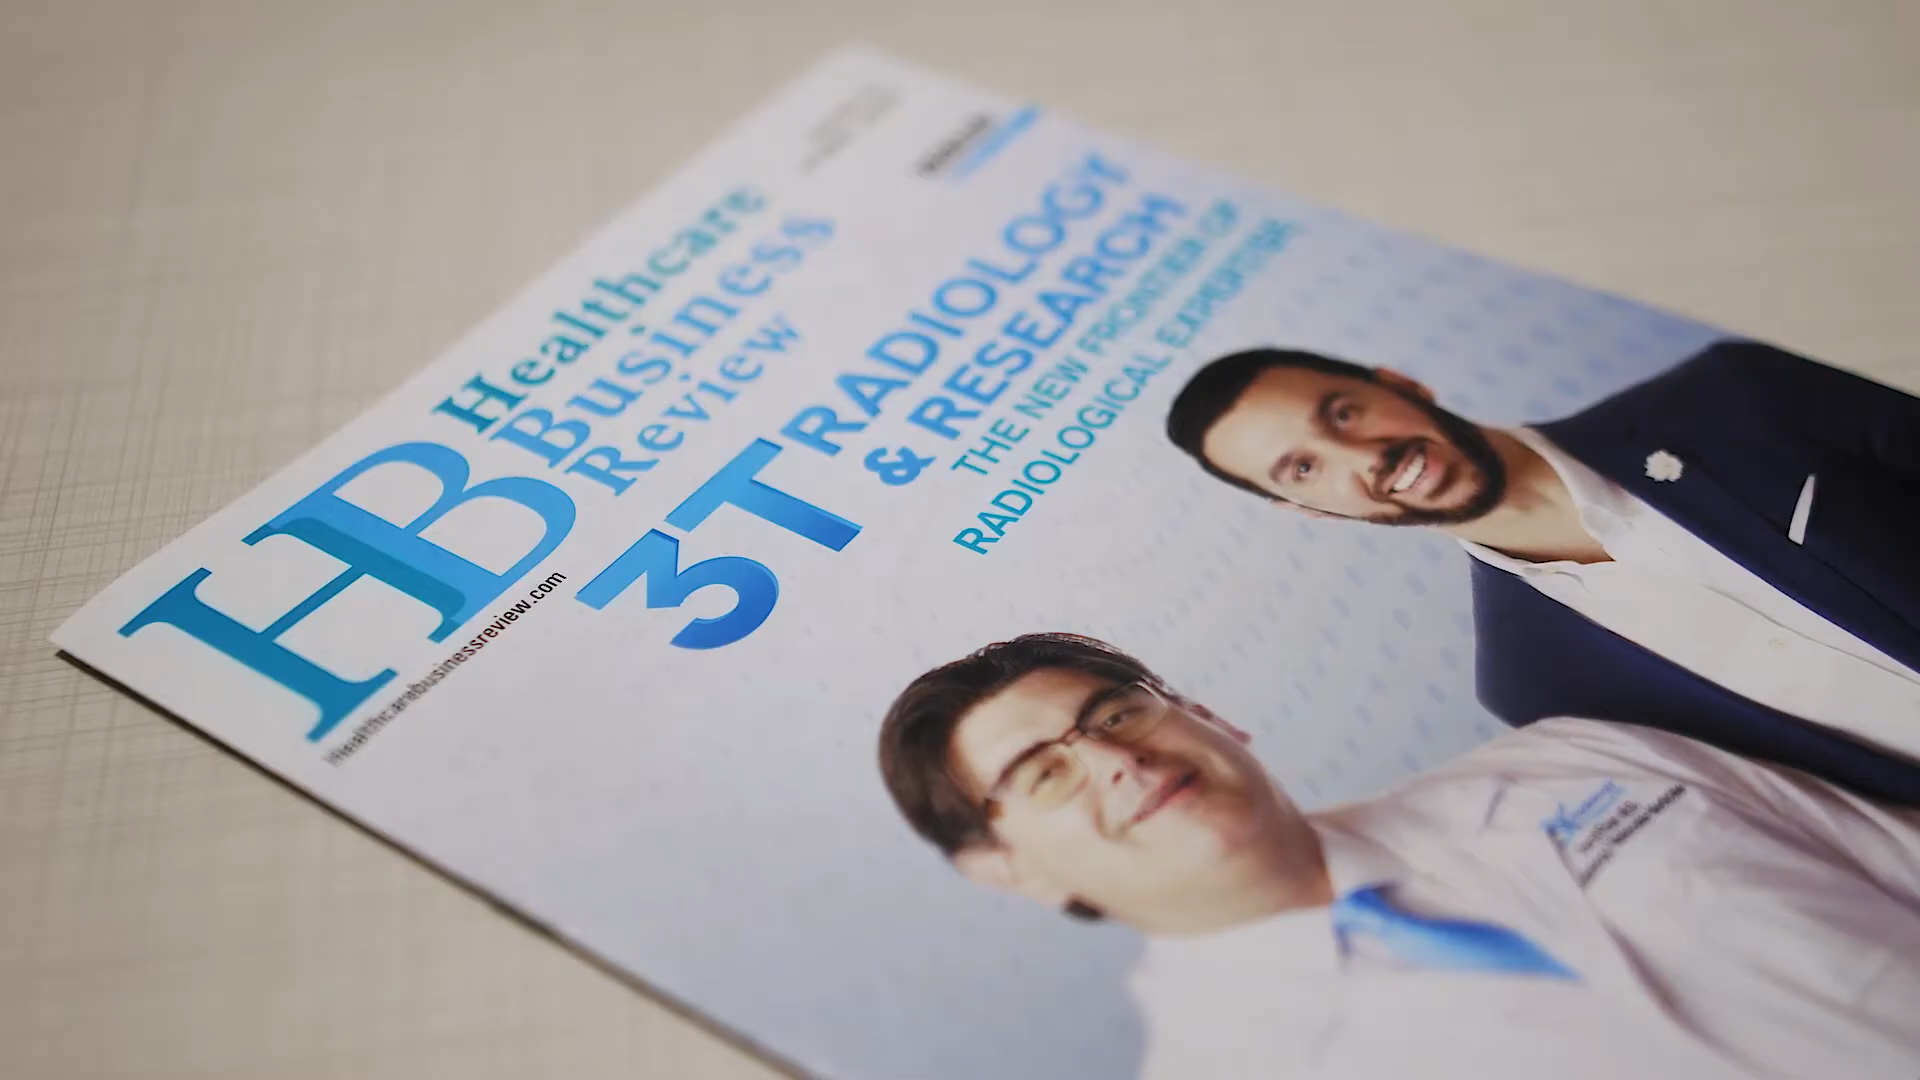 HB
Healthcare
Business
Review
Healthcarebusinessreview.com
3T
RADIOLOGY
& RESEARCH
THE NEW FRONTIER OF
RADIOLOGICAL EXPERTISE